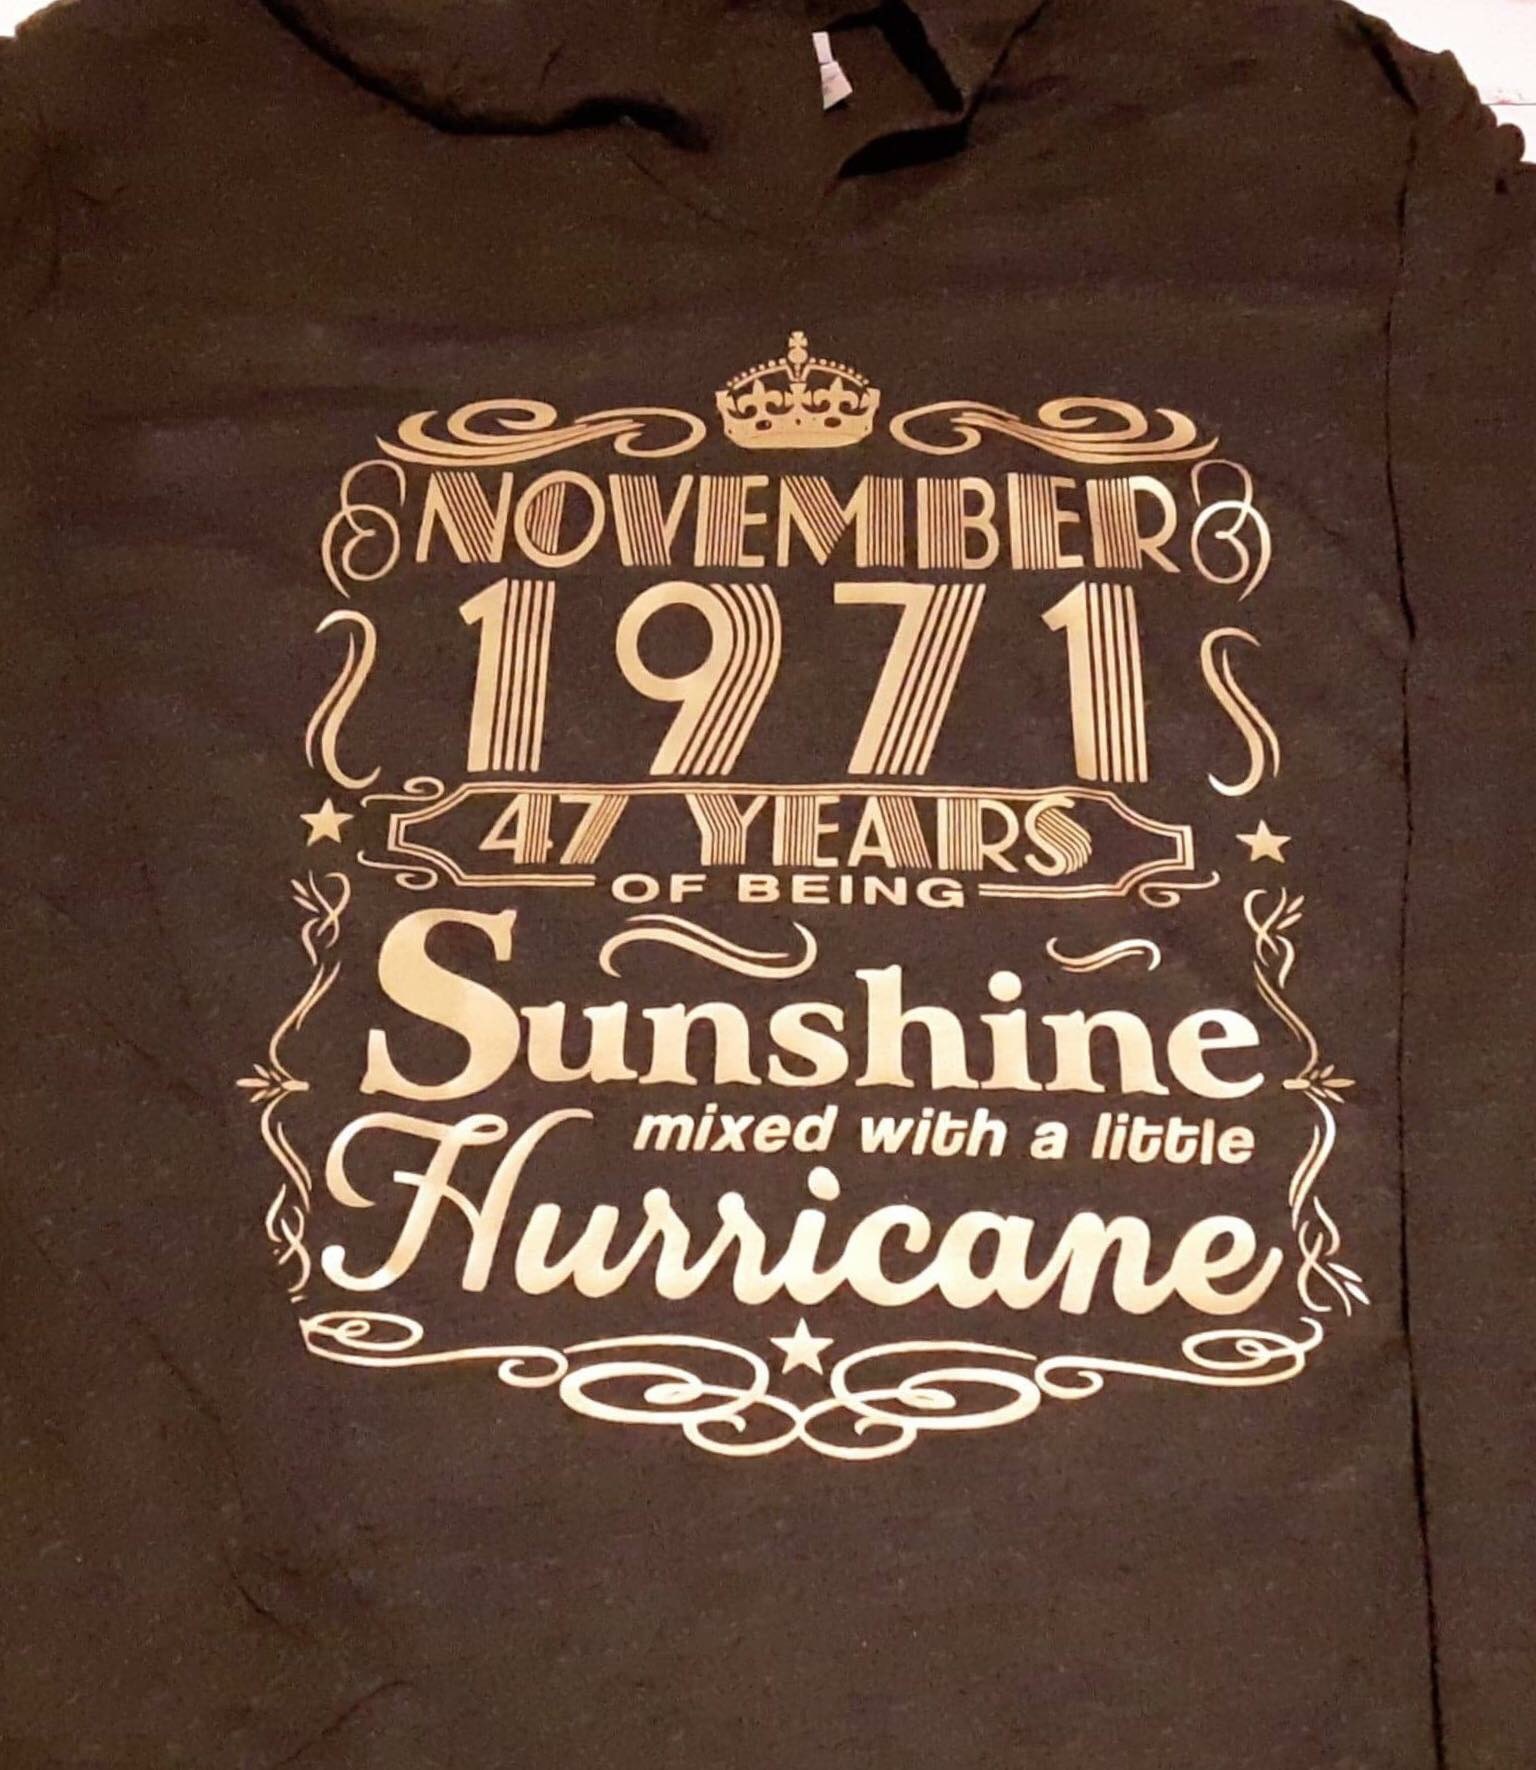 NOVEMBER
1971
47 YEARS
OF BEING
Sunshine
mixed with a little
Hurricane